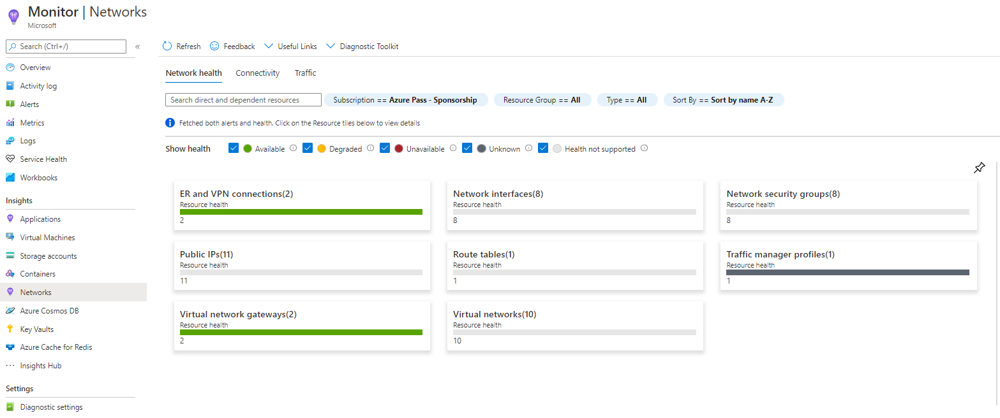 Monitor | Networks
Microsoft
Search (Ctrl+/)
«
Overview
Activity log
Alerts
Metrics
Logs
Service Health
Workbooks
Insights
Applications
Virtual Machines
Storage accounts
Containers
Networks
Azure Cosmos DB
Key Vaults
Azure Cache for Redis
Insights Hub
Settings
Diagnostic settings
Refresh Feedback Useful Links Diagnostic Toolkit
Network health Connectivity Traffic
Search direct and dependent resources Subscription == Azure Pass - Sponsorship Resource Group == All Type == All Sort By == Sort by name A-Z
Fetched both alerts and health. Click on the Resource tiles below to view details
Show health Available Degraded Unavailable Unknown Health not supported
ER and VPN connections(2)
Resource health
2
Network interfaces(8)
Resource health
8
Network security groups(8)
Resource health
8
Public IPs(11)
Resource health
11
Route tables(1)
Resource health
1
Traffic manager profiles(1)
Resource health
1
Virtual network gateways(2)
Resource health
2
Virtual networks(10)
Resource health
10